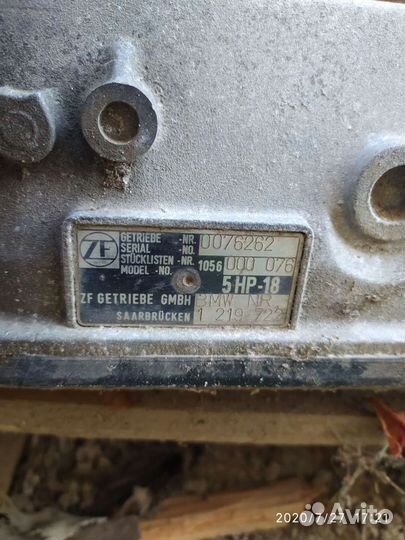 ZF
GETRIEBE -NR. 0076262
SERIAL -NO.
STÜCKLISTEN -NR. 1056 000 076
MODEL -NO.
5HP-18
ZF GETRIEBE GMBH BMW NR
SAARBRÜCKEN 1 219 722
2020/7/27 17:21
Avito